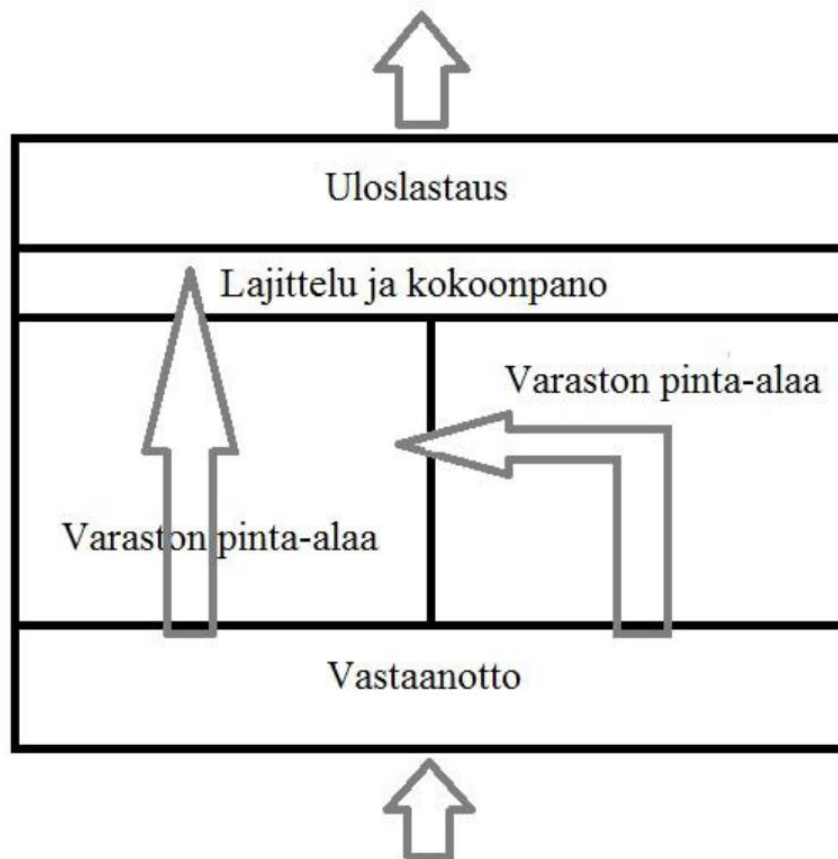 Uloslastaus
Lajittelu ja kokoonpano
Varaston pinta-alaa
Varaston pinta-alaa
Vastaanotto